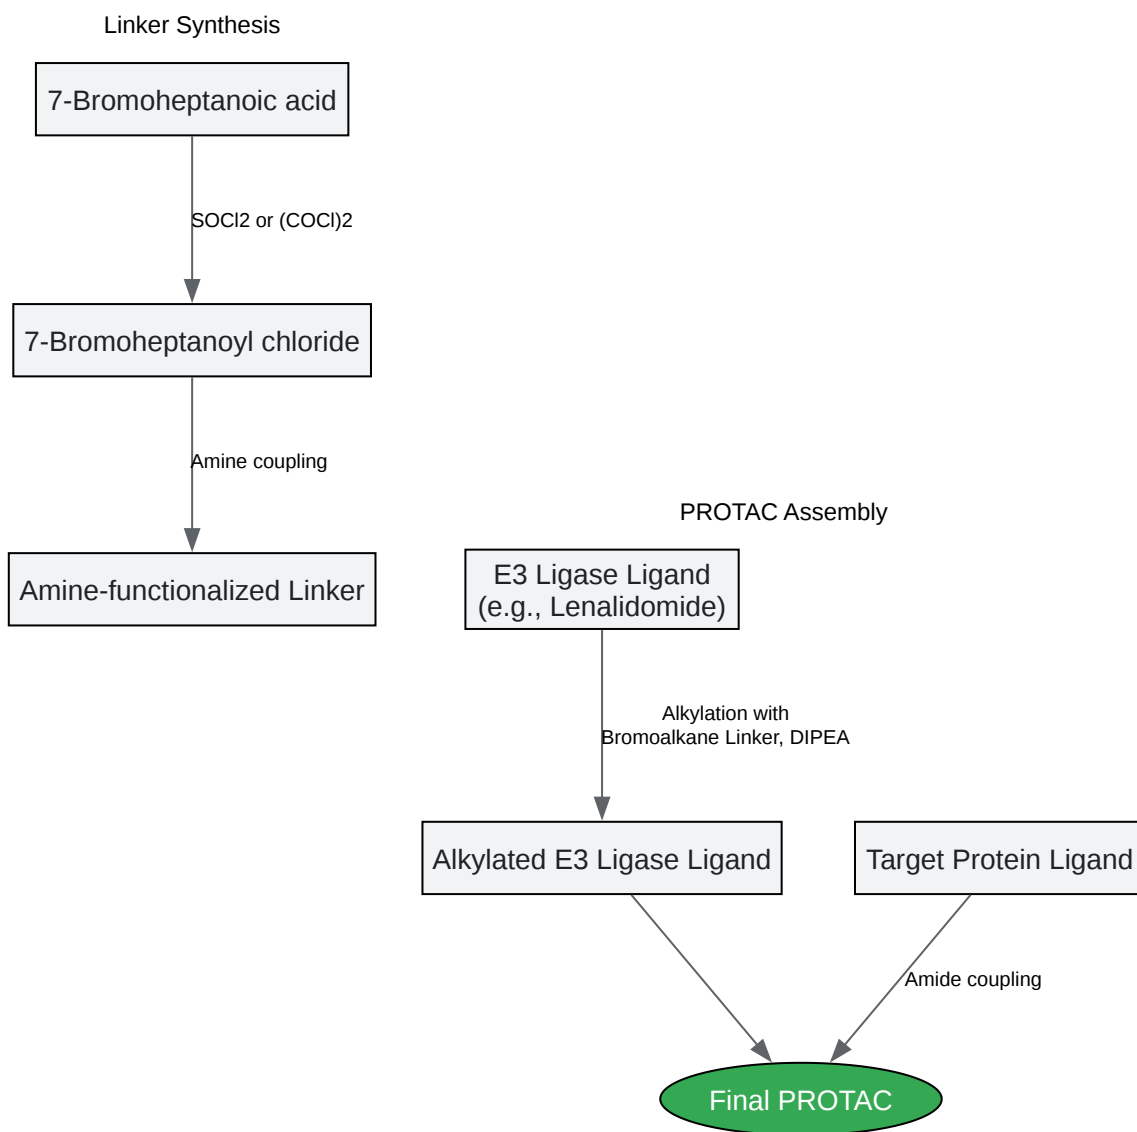 Linker Synthesis
7-Bromoheptanoic acid
SOCl2 or (COCl)2
7-Bromoheptanoyl chloride
Amine coupling
Amine-functionalized Linker
PROTAC Assembly
E3 Ligase Ligand
(e.g., Lenalidomide)
Alkylation with
Bromoalkane Linker, DIPEA
Alkylated E3 Ligase Ligand
Target Protein Ligand
Amide coupling
Final PROTAC